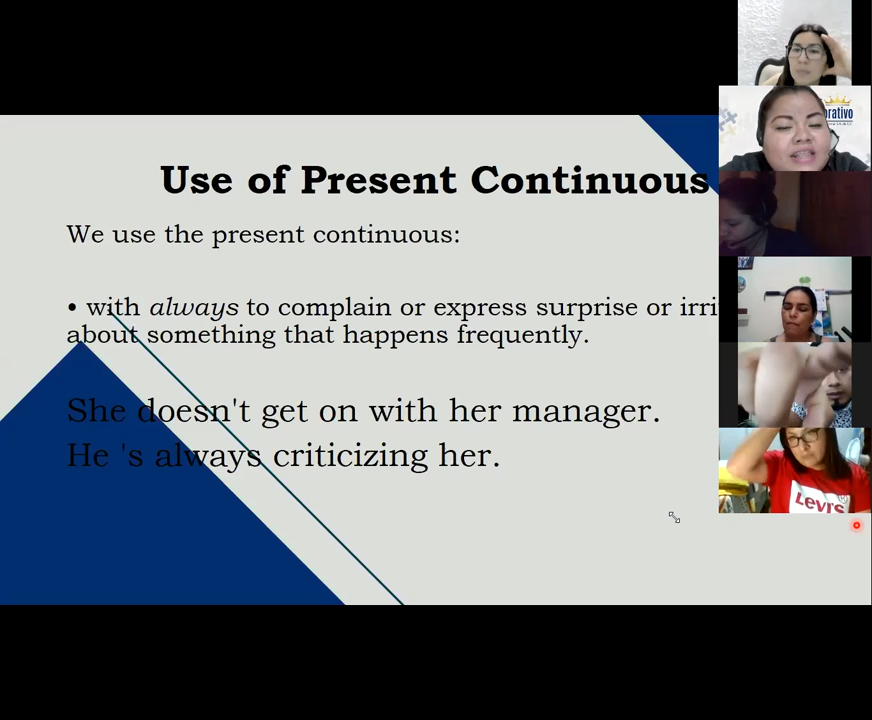 Use of Present Continuous
We use the present continuous:
• with always to complain or express surprise or
about something that happens frequently.
She doesn't get on with her manager.
He 's always criticizing her.
Levi's